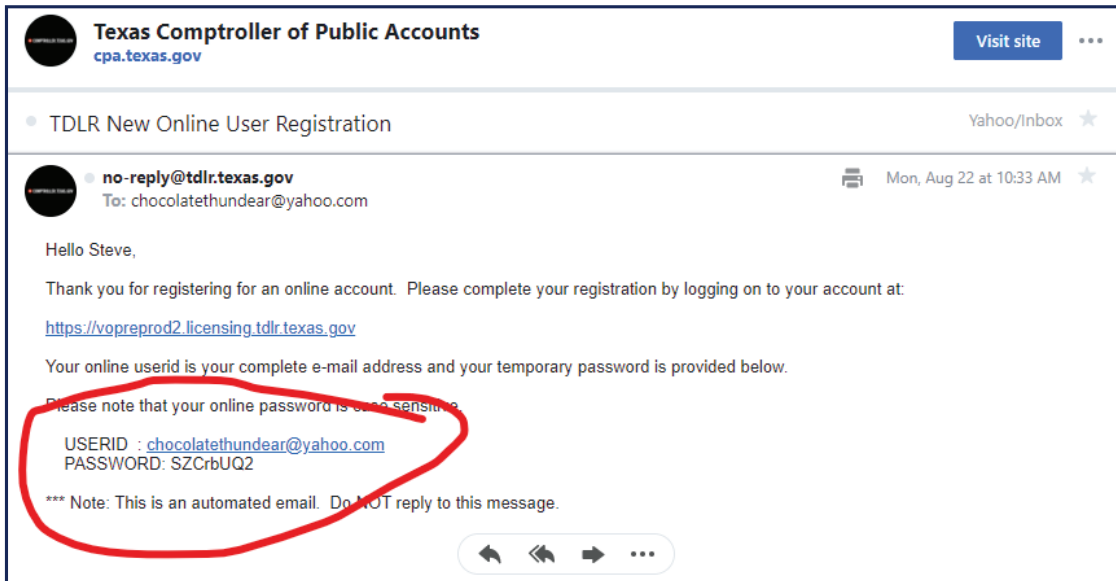 Texas Comptroller of Public Accounts
cpa.texas.gov
Visit site
TDLR New Online User Registration
Yahoo/Inbox
no-reply@tdlr.texas.gov
Mon, Aug 22 at 10:33 AM
To: chocolatethundear@yahoo.com
Hello Steve,
Thank you for registering for an online account.  Please complete your registration by logging on to your account at:
https://vopreprod2.licensing.tdlr.texas.gov
Your online userid is your complete e-mail address and your temporary password is provided below.
Please note that your online password is case sensitive.
USERID  : chocolatethundear@yahoo.com
PASSWORD: SZCrbUQ2
*** Note: This is an automated email.  Do NOT reply to this message.